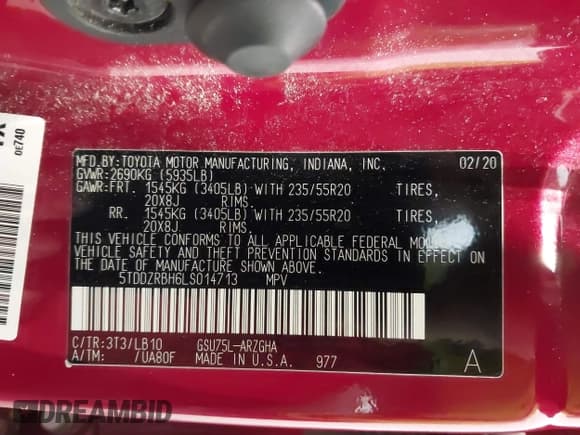 0E740
MFD.BY:TOYOTA MOTOR MANUFACTURING, INDIANA, INC. 02/20
GVWR:2690KG (5935LB)
GAWR:FRT. 1545KG (3405LB) WITH 235/55R20 TIRES,
20X8J RIMS.
RR. 1545KG (3405LB) WITH 235/55R20 TIRES,
20X8J RIMS.
THIS VEHICLE CONFORMS TO ALL APPLICABLE FEDERAL MOTOR
VEHICLE SAFETY AND THEFT PREVENTION STANDARDS IN EFFECT ON
THE DATE OF MANUFACTURE SHOWN ABOVE.
5TDDZRBH6LS014713 MPV
C/TR:3T3/LB10 GSU75L-ARZGHA
A/TM: /UA80F MADE IN U.S.A. 977 A
DREAMBID